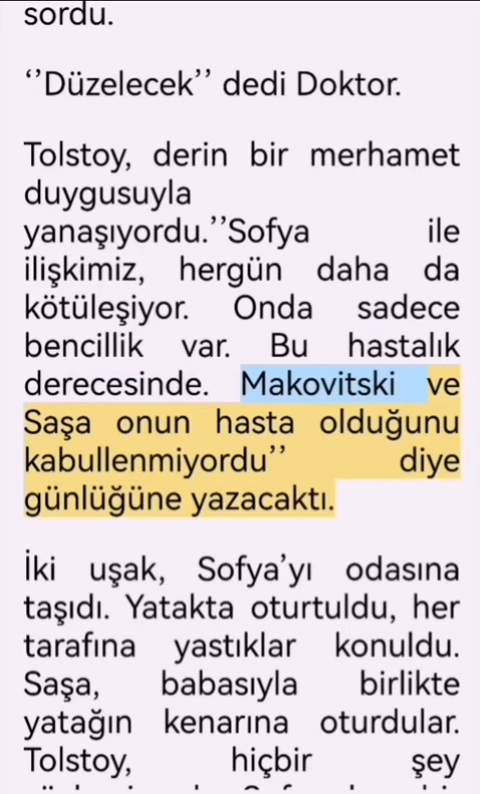 sordu.
‘’Düzelecek’’ dedi Doktor.
Tolstoy, derin bir merhamet
duygusuyla
yanaşıyordu.’’Sofya ile
ilişkimiz, hergün daha da
kötüleşiyor. Onda sadece
bencillik var. Bu hastalık
derecesinde. Makovitski ve
Saşa onun hasta olduğunu
kabullenmiyordu’’ diye
günlüğüne yazacaktı.
İki uşak, Sofya’yı odasına
taşıdı. Yatakta oturtuldu, her
tarafına yastıklar konuldu.
Saşa, babasıyla birlikte
yatağın kenarına oturdular.
Tolstoy, hiçbir şey